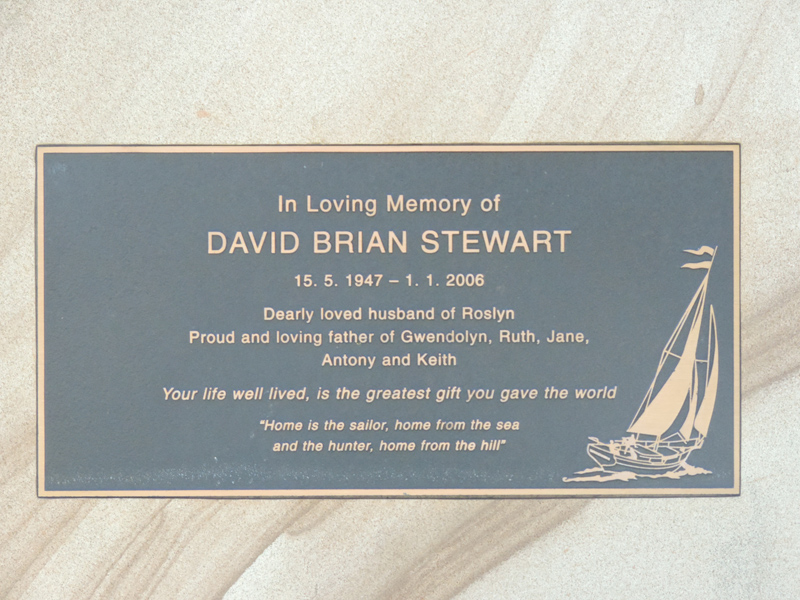 In Loving Memory of
DAVID BRIAN STEWART
15. 5. 1947 – 1. 1. 2006
Dearly loved husband of Roslyn
Proud and loving father of Gwendolyn, Ruth, Jane,
Antony and Keith
Your life well lived, is the greatest gift you gave the world
"Home is the sailor, home from the sea
and the hunter, home from the hill"